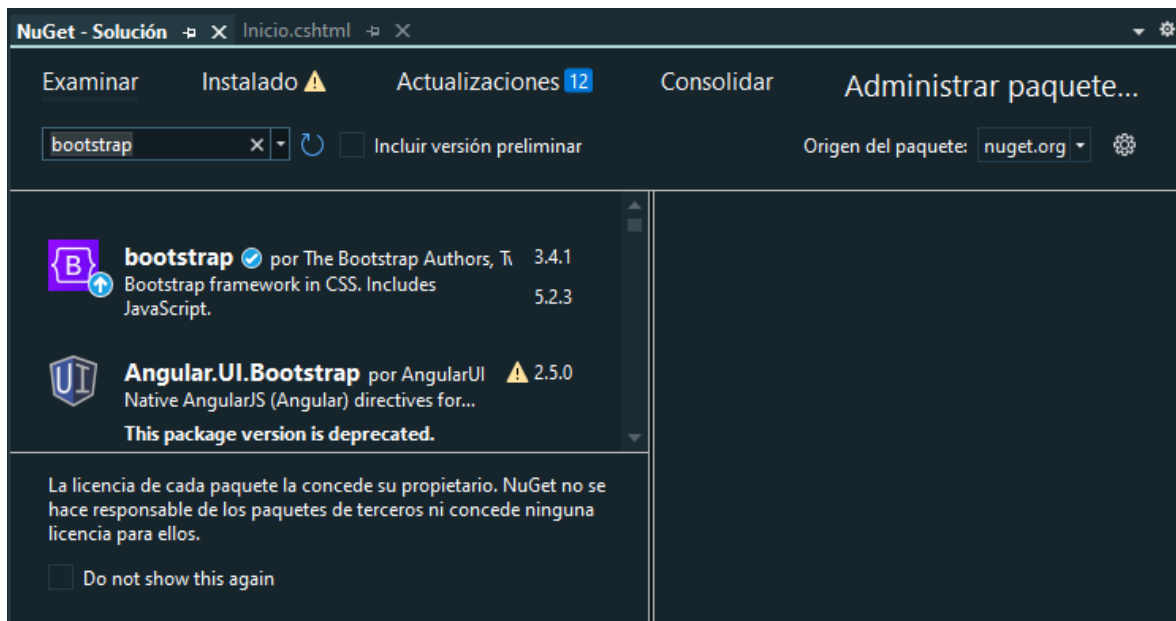 NuGet - Solución Inicio.cshtml
Examinar Instalado Actualizaciones 12 Consolidar Administrar paquete...
bootstrap Incluir versión preliminar Origen del paquete: nuget.org
B
bootstrap por The Bootstrap Authors, 3.4.1
Bootstrap framework in CSS. Includes
JavaScript.
5.2.3
UI
Angular.UI.Bootstrap por AngularUI 2.5.0
Native AngularJS (Angular) directives for...
This package version is deprecated.
La licencia de cada paquete la concede su propietario. NuGet no se
hace responsable de los paquetes de terceros ni concede ninguna
licencia para ellos.
Do not show this again